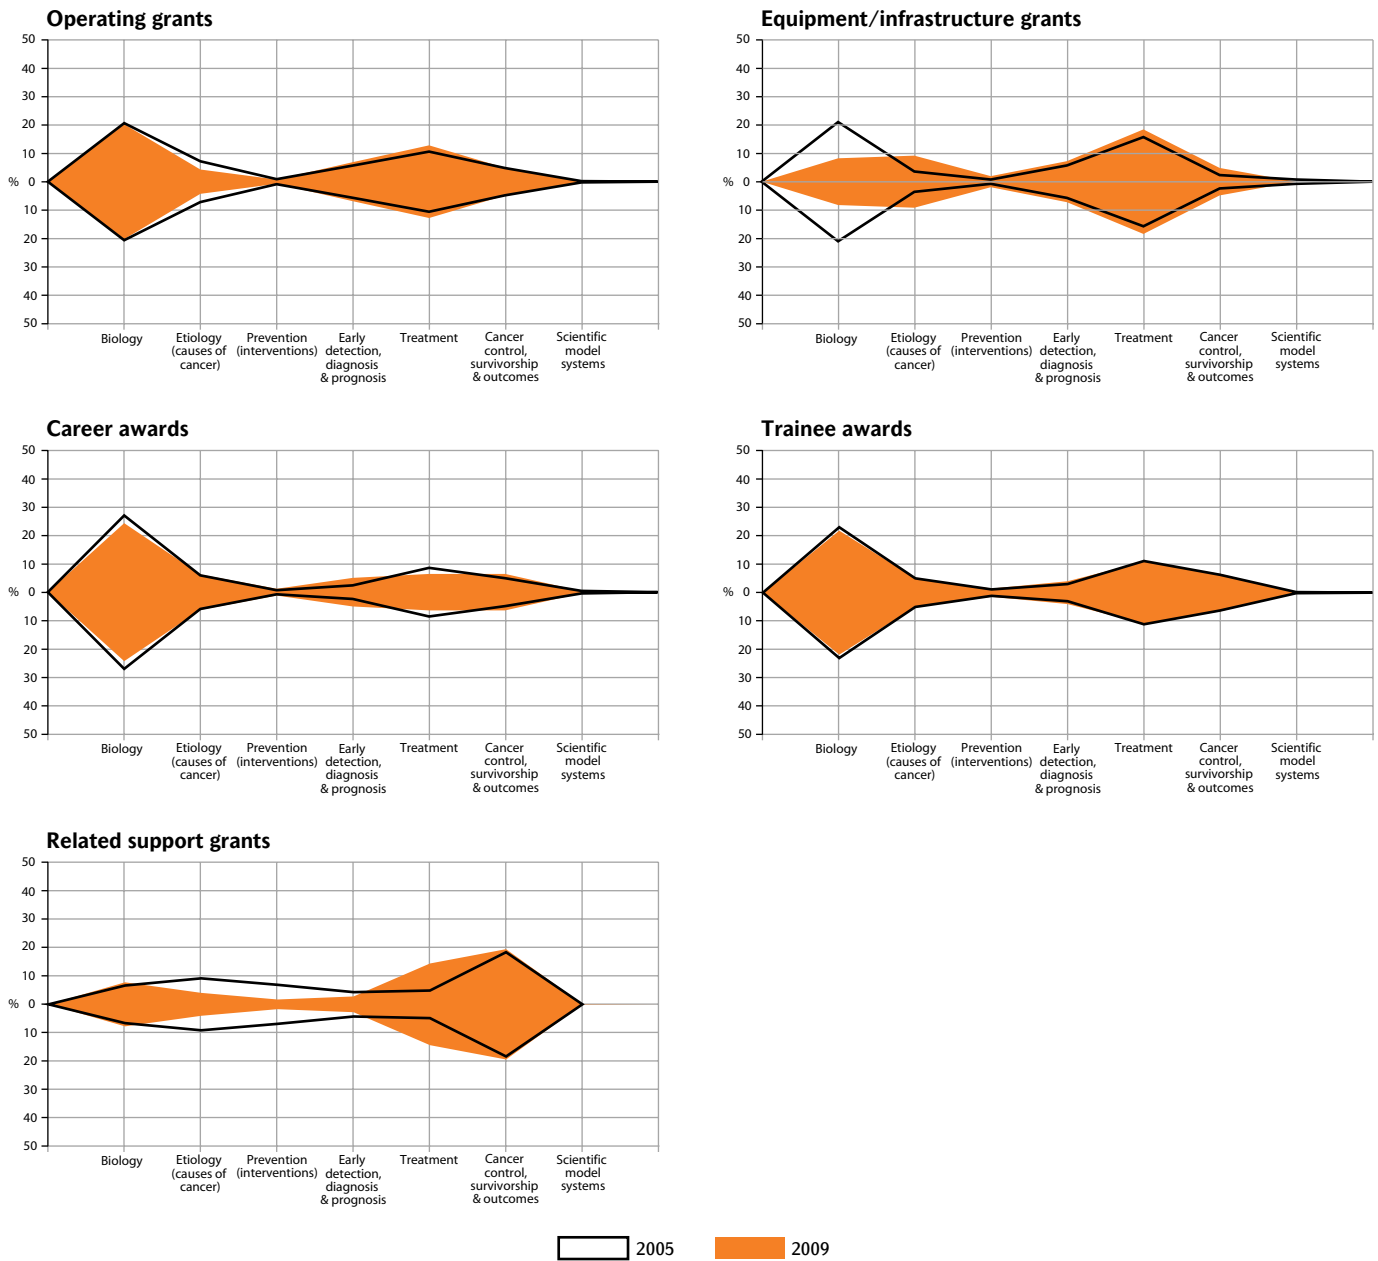 Operating grants
50
40
30
20
10
% 0
10
20
30
40
50
Biology
Etiology
(causes of
cancer)
Prevention
(interventions)
Early
detection,
diagnosis
& prognosis
Treatment
Cancer
control,
survivorship
& outcomes
Scientific
model
systems
Equipment/infrastructure grants
50
40
30
20
10
% 0
10
20
30
40
50
Biology
Etiology
(causes of
cancer)
Prevention
(interventions)
Early
detection,
diagnosis
& prognosis
Treatment
Cancer
control,
survivorship
& outcomes
Scientific
model
systems
Career awards
50
40
30
20
10
% 0
10
20
30
40
50
Biology
Etiology
(causes of
cancer)
Prevention
(interventions)
Early
detection,
diagnosis
& prognosis
Treatment
Cancer
control,
survivorship
& outcomes
Scientific
model
systems
Trainee awards
50
40
30
20
10
% 0
10
20
30
40
50
Biology
Etiology
(causes of
cancer)
Prevention
(interventions)
Early
detection,
diagnosis
& prognosis
Treatment
Cancer
control,
survivorship
& outcomes
Scientific
model
systems
Related support grants
50
40
30
20
10
% 0
10
20
30
40
50
Biology
Etiology
(causes of
cancer)
Prevention
(interventions)
Early
detection,
diagnosis
& prognosis
Treatment
Cancer
control,
survivorship
& outcomes
Scientific
model
systems
2005
2009